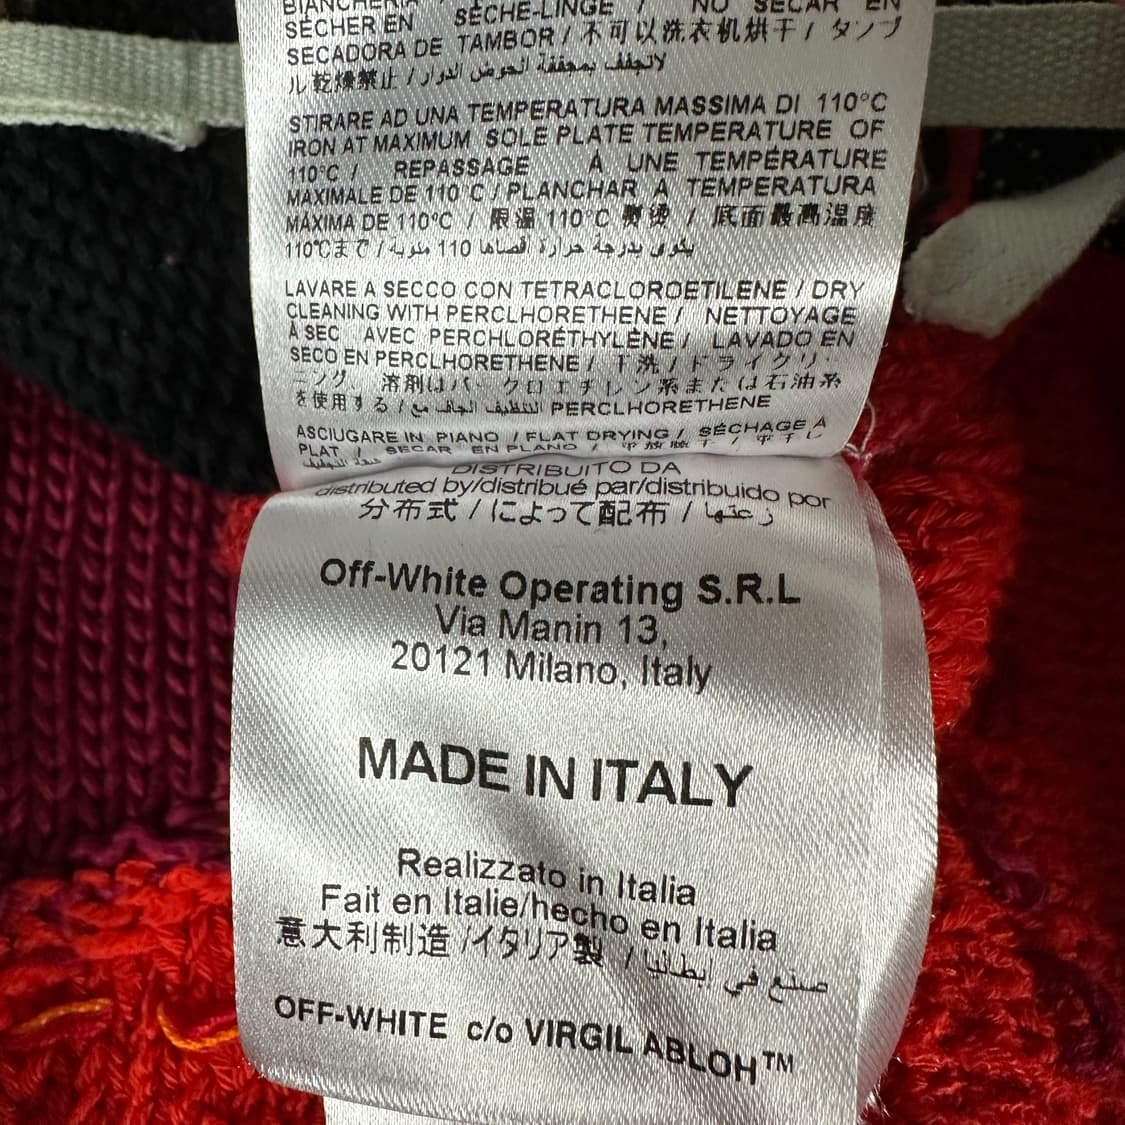 BIANCHERIA
SÉCHER EN SÈCHE-LINGE / NO SECAR EN
SECADORA DE TAMBOR / 不可以洗衣机烘干 / タンブ
ル乾燥禁止 / لاتجفف بمجففة الحوض الدوار
STIRARE AD UNA TEMPERATURA MASSIMA DI 110°C
IRON AT MAXIMUM SOLE PLATE TEMPERATURE OF
110°C / REPASSAGE À UNE TEMPÉRATURE
MAXIMALE DE 110°C / PLANCHAR A TEMPERATURA
MÁXIMA DE 110°C / 限温 110°C 熨烫 / 底面最高温度
110℃まで / يكوى بدرجة حرارة أقصاها 110 مئوية
LAVARE A SECCO CON TETRACLOROETILENE / DRY
CLEANING WITH PERCLHORETHENE / NETTOYAGE
À SEC AVEC PERCHLORÉTHYLÈNE / LAVADO EN
SECO EN PERCLHORETHENE / 干洗 / ドライクリー
ニング、溶剤はパークロロエチレン系または石油系
を使用する / التنظيف الجاف مع PERCLHORETHENE
ASCIUGARE IN PIANO / FLAT DRYING / SÉCHAGE A
PLAT / SECAR EN PLANO /
DISTRIBUITO DA
distributed by/distribué par/distribuido por
分布式 / によって配布 /
Off-White Operating S.R.L
Via Manin 13,
20121 Milano, Italy
MADE IN ITALY
Realizzato in Italia
Fait en Italie/hecho en Italia
意大利制造 /イタリア製 / صنع في إيطاليا
OFF-WHITE c/o VIRGIL ABLOH™